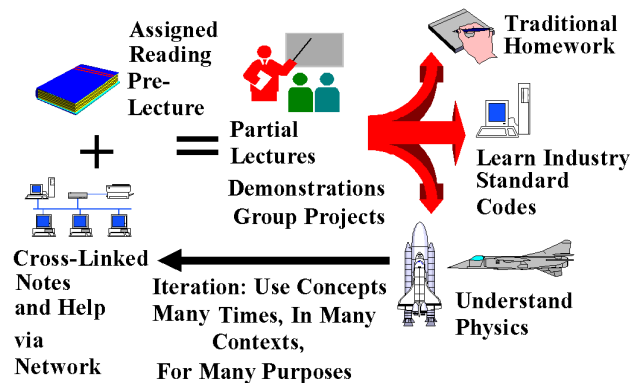 Assigned
Reading
Pre-
Lecture
+
=
Partial
Lectures
Demonstrations
Group Projects
Traditional
Homework
Learn Industry
Standard
Codes
Understand
Physics
Cross-Linked
Notes
and Help
via
Network
Iteration: Use Concepts
Many Times, In Many
Contexts,
For Many Purposes